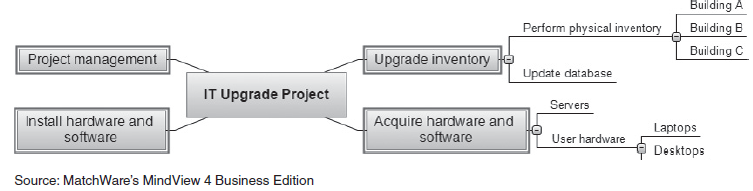 Building A
Perform physical inventory
Building B
Building C
Project management
Upgrade inventory
Update database
IT Upgrade Project
Servers
Install hardware and
software
Acquire hardware and
software
User hardware
Laptops
Desktops
Source: MatchWare's MindView 4 Business Edition